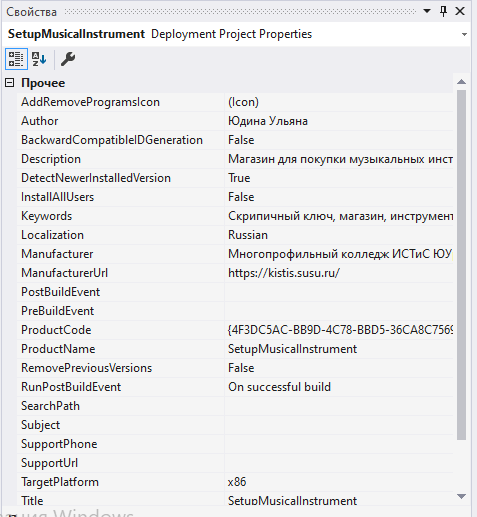 Свойства
SetupMusicalInstrument Deployment Project Properties
Прочее
AddRemoveProgramsIcon (Icon)
Author Юдина Ульяна
BackwardCompatibleIDGeneration False
Description Магазин для покупки музыкальных инст
DetectNewerInstalledVersion True
InstallAllUsers False
Keywords Скрипичный ключ, магазин, инструмент
Localization Russian
Manufacturer Многопрофильный колледж ИСТиС ЮУ
ManufacturerUrl https://kistis.susu.ru/
PostBuildEvent
PreBuildEvent
ProductCode {4F3DC5AC-BB9D-4C78-BBD5-36CA8C7569
ProductName SetupMusicalInstrument
RemovePreviousVersions False
RunPostBuildEvent On successful build
SearchPath
Subject
SupportPhone
SupportUrl
TargetPlatform x86
Title SetupMusicalInstrument
Windows